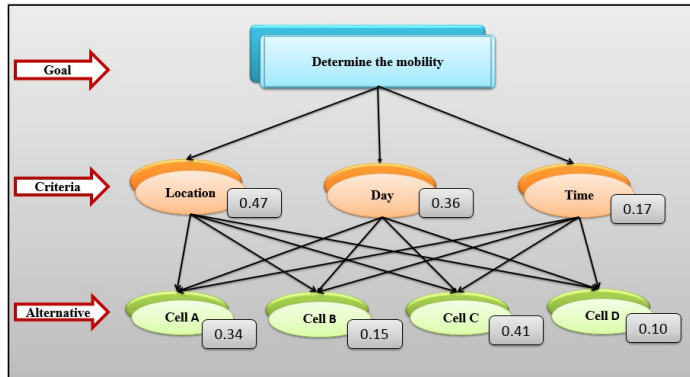 Goal
Determine the mobility
Criteria
Location
0.47
Day
0.36
Time
0.17
Alternative
Cell A
0.34
Cell B
0.15
Cell C
0.41
Cell D
0.10